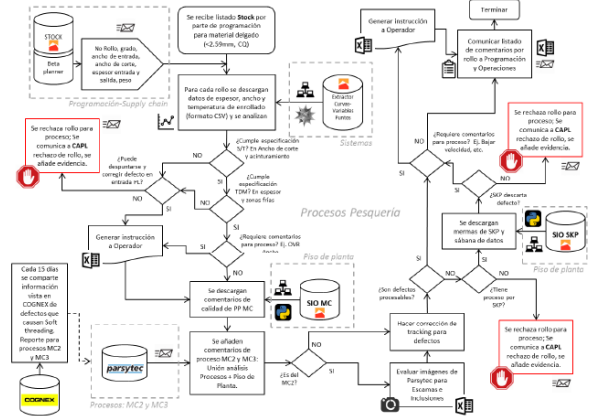 STOCK
Beta
planner
No Rollo, grado,
ancho de entrada,
ancho de corte,
espesor entrada y
salida, peso
Programación-Supply chain
Se recibe listado Stock por
parte de programación
para material delgado
(<2.59mm, CQ)
Para cada rollo se descargan
datos de espesor, ancho y
temperatura de enrollado
(formato CSV) y se analizan
Extractor
Curvas-
Variables
Puntos
Sistemas
Generar instrucción
a Operador
Terminar
Comunicar listado
de comentarios por
rollo a Programación y
Operaciones
Se rechaza rollo para
proceso; Se
comunica a CAPL
rechazo de rollo, se
añade evidencia.
NO
¿Cumple especificación
S/T? En Ancho de corte
y acinturamiento
SI
¿Puede
despuntarse y
corregir defecto en
entrada PL?
NO
SI
¿Cumple
especificación
TDM? En espesor
y zonas frías
NO
SI
¿Requiere comentarios
para proceso? Ej. OVR
SI
NO
Generar instrucción
a Operador
Procesos Pesquería
Piso de planta
Se descargan
comentarios de
calidad de PP MC
SIO MC
Cada 15 días
se comparte
información
vista en
COGNEX de
defectos que
causan Soft
threading.
Reporte para
procesos MC2
y MC3
COGNEX
parsytec
Procesos: MC2 y MC3
Se añaden comentarios
de proceso MC2 y MC3:
Unión análisis
Procesos + Piso de
Planta.
¿Es del
MC2?
NO
SI
Hacer corrección de
tracking para
defectos
Evaluar imágenes de
Parsytec para
Escamas e
Inclusiones
¿Son defectos
procesables?
SI
NO
¿Tiene
proceso por
SKP?
SI
NO
Se rechaza rollo para
proceso; Se
comunica a CAPL
rechazo de rollo, se
añade evidencia.
Se descargan
mermas de SKP y
sábana de datos
SIO SKP
Piso de planta
¿SKP descarta
defecto?
SI
NO
Se rechaza rollo para
proceso; Se
comunica a CAPL
rechazo de rollo, se
añade evidencia.
¿Requiere comentarios
para proceso? Ej. Bajar
velocidad, etc.
SI
NO